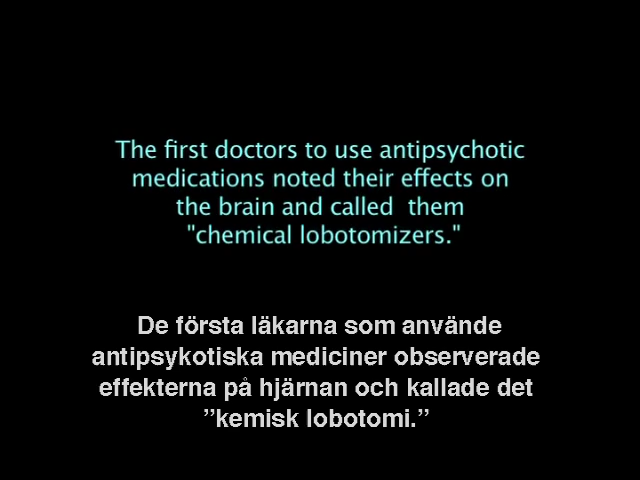 The first doctors to use antipsychotic
medications noted their effects on
the brain and called  them
"chemical lobotomizers."
De första läkarna som använde
antipsykotiska mediciner observerade
effekterna på hjärnan och kallade det
”kemisk lobotomi.”